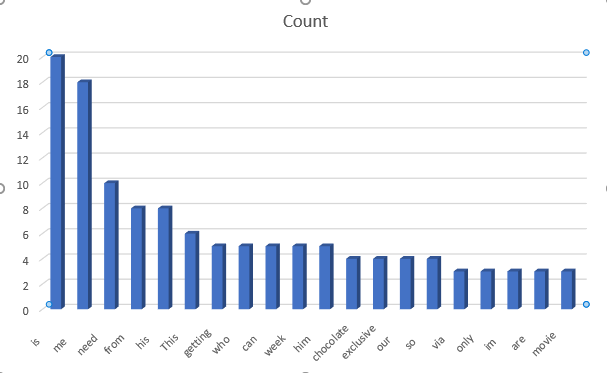 Count
20
18
16
14
12
10
8
6
4
2
0
is
me
need
from
his
This
getting
who
can
week
him
chocolate
exclusive
our
so
via
only
im
are
movie